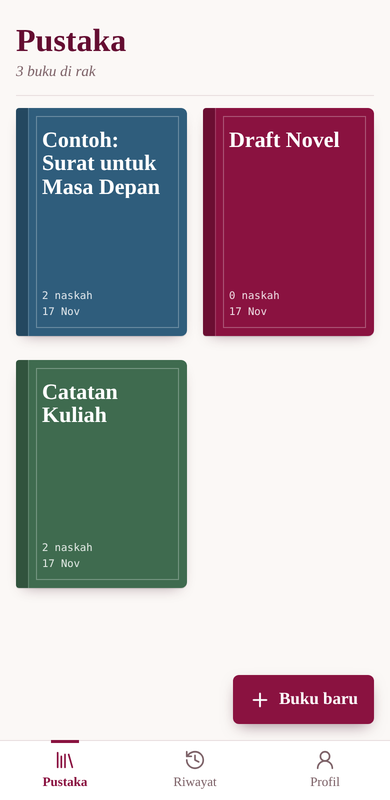 Pustaka
3 buku di rak
Contoh:
Surat untuk
Masa Depan
2 naskah
17 Nov
Draft Novel
0 naskah
17 Nov
Catatan
Kuliah
2 naskah
17 Nov
Buku baru
Pustaka
Riwayat
Profil